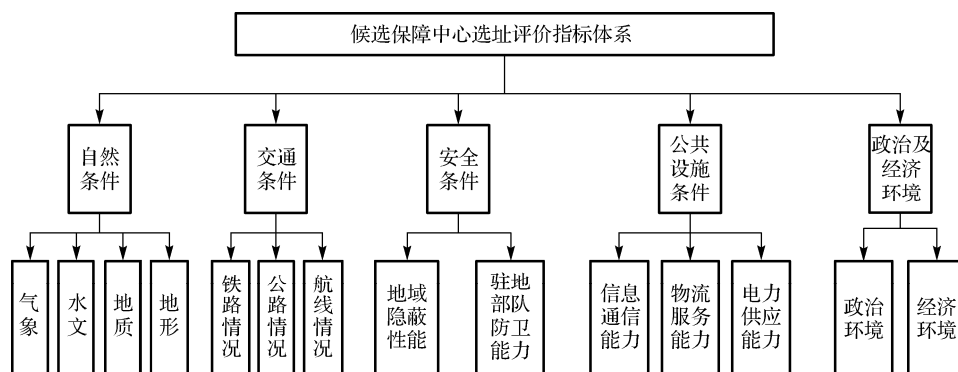 候选保障中心选址评价指标体系
自然
条件
交通
条件
安全
条件
公共
设施
条件
政治及
经济
环境
气
象
水
文
地
质
地
形
铁
路
情
况
公
路
情
况
航
线
情
况
地域
隐蔽
性能
驻地
部队
防卫
能力
信息
通信
能力
物流
服务
能力
电力
供应
能力
政治
环境
经济
环境